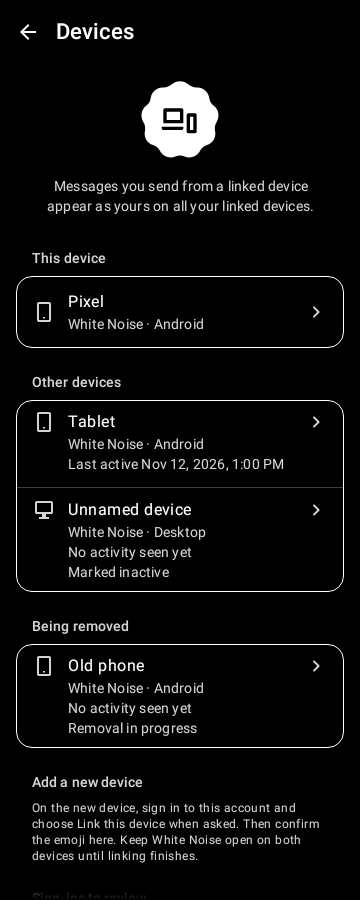 Devices
Messages you send from a linked device
appear as yours on all your linked devices.
This device
Pixel
White Noise · Android
Other devices
Tablet
White Noise · Android
Last active Nov 12, 2026, 1:00 PM
Unnamed device
White Noise · Desktop
No activity seen yet
Marked inactive
Being removed
Old phone
White Noise · Android
No activity seen yet
Removal in progress
Add a new device
On the new device, sign in to this account and
choose Link this device when asked. Then confirm
the emoji here. Keep White Noise open on both
devices until linking finishes.
Sign-ins to review